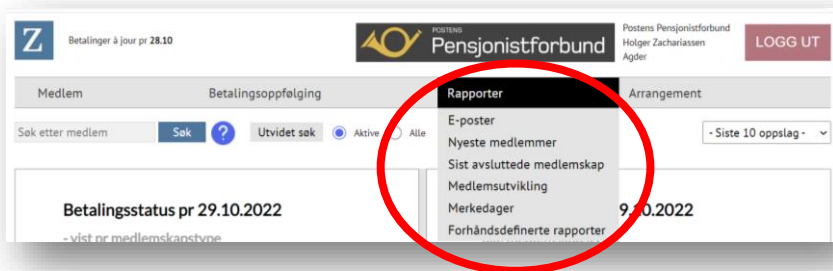 Z
Betalinger à jour pr 28.10
POSTENS
Pensjonistforbund
Postens Pensjonistforbund
Holger Zachariassen
Agder
LOGG UT
Medlem
Betalingsoppfølging
Rapporter
Arrangement
Søk etter medlem
Søk
?
Utvidet søk
Aktive
Alle
- Siste 10 oppslag -
E-poster
Nyeste medlemmer
Sist avsluttede medlemskap
Medlemsutvikling
Merkedager
Forhåndsdefinerte rapporter
Betalingsstatus pr 29.10.2022
- vist pr medlemskapstype
9.10.2022